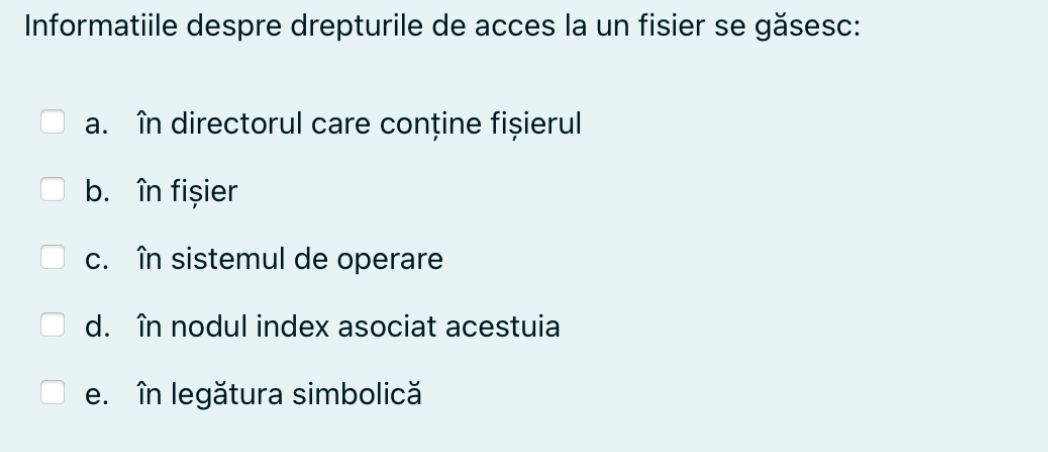 Informatiile despre drepturile de acces la un fisier se găsesc:
a. în directorul care conține fișierul
b. în fișier
c. în sistemul de operare
d. în nodul index asociat acestuia
e. în legătura simbolică